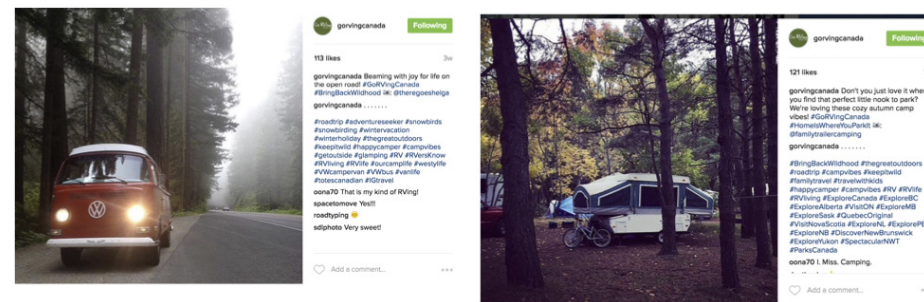 gorvingcanada Following
113 likes 3w
gorvingcanada Beaming with joy for life on
the open road! #GoRVingCanada
#BringBackWildhood 📷: @theregoeshelga
gorvingcanada . . . . . . .
#roadtrip #adventureseeker #snowbirds
#snowbirding #wintervacation
#winterholiday #thegreatoutdoors
#keepitwild #happycamper #campvibes
#getoutside #glamping #RV #RVersKnow
#RVliving #RVlife #ourcamplife #westylife
#VWcampervan #VWbus #vanlife
#totescanadian #IGtravel
oona70 That is my kind of RVing!
spacetomove Yes!!!
roadtyping 😊
sdlphoto Very sweet!
Add a comment...
gorvingcanada Following
121 likes
gorvingcanada Don't you just love it when
you find that perfect little nook to park?
We're loving these cozy autumn camp
vibes! #GoRVingCanada
#HomeIsWhereYouParkIt 📷:
@familytrailercamping
gorvingcanada . . . . . . .
#BringBackWildhood #thegreatoutdoors
#roadtrip #campvibes #keepitwild
#familytravel #travelwithkids
#happycamper #campvibes #RV #RVlife
#RVliving #ExploreCanada #ExploreBC
#ExploreAlberta #VisitON #ExploreMB
#ExploreSask #QuebecOriginal
#VisitNovaScotia #ExploreNL #ExplorePE
#ExploreNB #DiscoverNewBrunswick
#ExploreYukon #SpectacularNWT
#ParksCanada
oona70 I. Miss. Camping.
Add a comment...